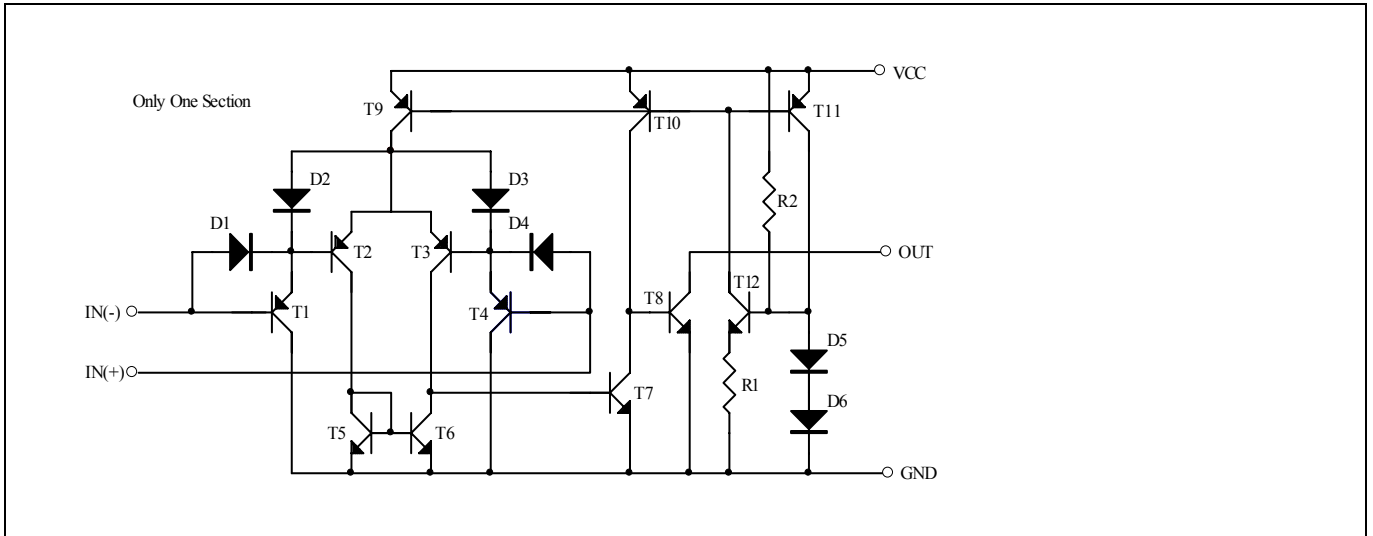 VCC
Only One Section
T9
T10
T11
D2
D3
R2
D1
D4
T2
T3
OUT
T12
T8
IN(-)
T1
T4
D5
IN(+)
R1
T7
D6
T5
T6
GND